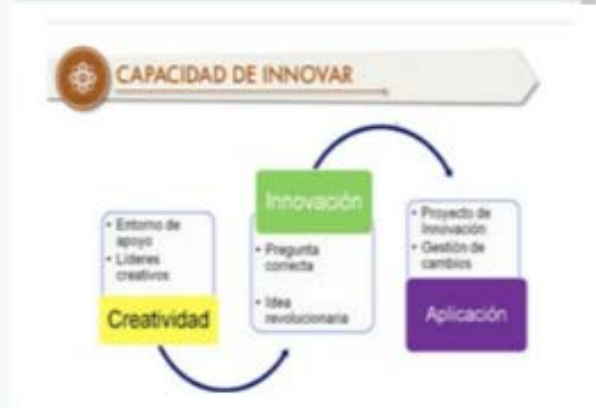 CAPACIDAD DE INNOVAR
• Entorno de
apoyo
• Líderes
creativos
Creatividad
Innovación
• Pregunta
correcta
• Idea
revolucionaria
• Proyecto de
Innovación
• Gestión de
cambios
Aplicación